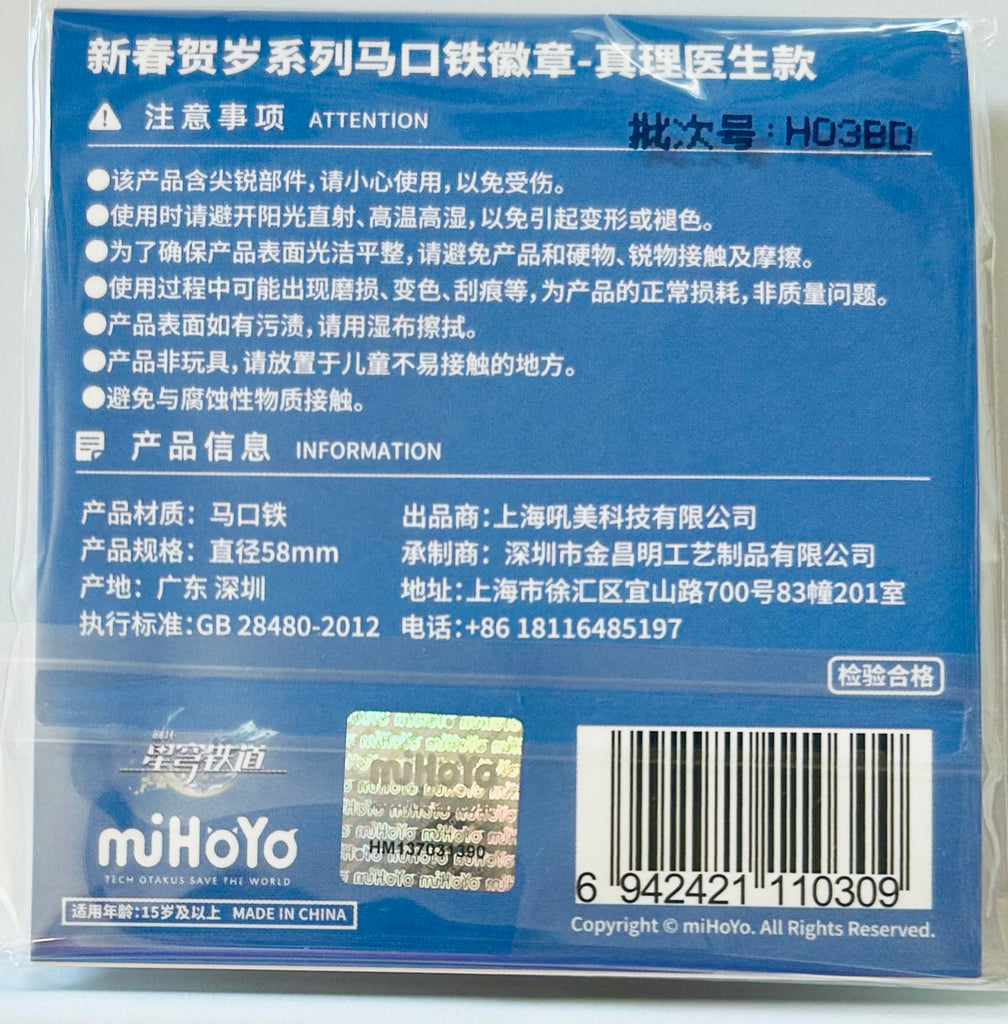 新春贺岁系列马口铁徽章-真理医生款
注意事项 ATTENTION
批次号:H03BD
●该产品含尖锐部件,请小心使用,以免受伤。
●使用时请避开阳光直射、高温高湿,以免引起变形或褪色。
●为了确保产品表面光洁平整,请避免产品和硬物、锐物接触及摩擦。
●使用过程中可能出现磨损、变色、刮痕等,为产品的正常损耗,非质量问题。
●产品表面如有污渍,请用湿布擦拭。
●产品非玩具,请放置于儿童不易接触的地方。
●避免与腐蚀性物质接触。
产品信息 INFORMATION
产品材质: 马口铁
出品商:上海吼美科技有限公司
产品规格: 直径58mm
承制商: 深圳市金昌明工艺制品有限公司
产地: 广东 深圳
地址:上海市徐汇区宜山路700号83幢201室
执行标准:GB 28480-2012
电话:+86 18116485197
检验合格
崩坏
星穹铁道
miHoYo
TECH OTAKUS SAVE THE WORLD
适用年龄:15岁及以上 MADE IN CHINA
miHoYo
HM137031390
6 942421 110309
Copyright © miHoYo. All Rights Reserved.